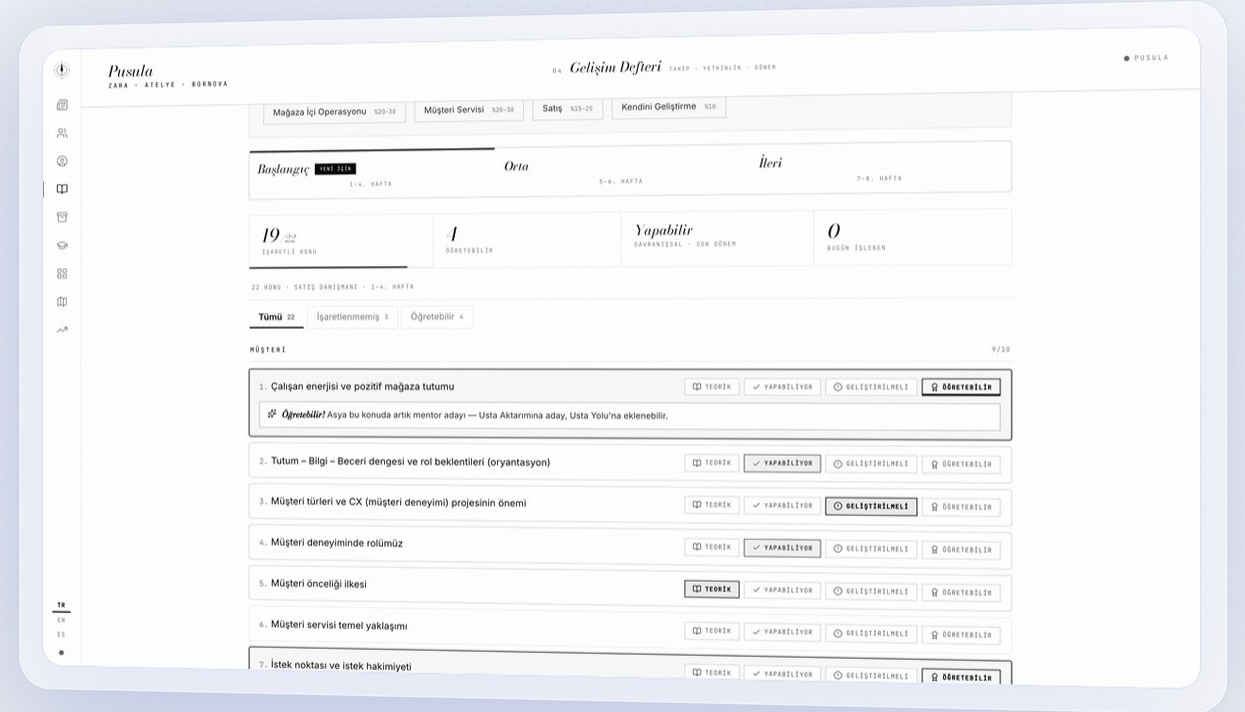 Pusula
ZARA · ATELYE · BORNOVA
04 Gelişim Defteri TAKİP · YETKİNLİK · DÖNEM
PUSULA
Mağaza İçi Operasyonu %20-30
Müşteri Servisi %20-30
Satış %15-25
Kendini Geliştirme %10
Başlangıç YENİ İÇİN
1-4. HAFTA
Orta
5-6. HAFTA
İleri
7-8. HAFTA
19/22
İŞARETLİ KONU
4
ÖĞRETEBİLİR
Yapabilir
DAVRANIŞSAL · SON DÖNEM
0
BUGÜN İŞLENEN
22 KONU · SATIŞ DANIŞMANI · 1-4. HAFTA
Tümü 22
İşaretlenmemiş 3
Öğretebilir 4
MÜŞTERİ 9/10
1. Çalışan enerjisi ve pozitif mağaza tutumu TEORİK YAPABİLİYOR GELİŞTİRİLMELİ ÖĞRETEBİLİR
Öğretebilir! Asya bu konuda artık mentor adayı — Usta Aktarımına aday, Usta Yolu'na eklenebilir.
2. Tutum – Bilgi – Beceri dengesi ve rol beklentileri (oryantasyon) TEORİK YAPABİLİYOR GELİŞTİRİLMELİ ÖĞRETEBİLİR
3. Müşteri türleri ve CX (müşteri deneyimi) projesinin önemi TEORİK YAPABİLİYOR GELİŞTİRİLMELİ ÖĞRETEBİLİR
4. Müşteri deneyiminde rolümüz TEORİK YAPABİLİYOR GELİŞTİRİLMELİ ÖĞRETEBİLİR
5. Müşteri önceliği ilkesi TEORİK YAPABİLİYOR GELİŞTİRİLMELİ ÖĞRETEBİLİR
6. Müşteri servisi temel yaklaşımı TEORİK YAPABİLİYOR GELİŞTİRİLMELİ ÖĞRETEBİLİR
7. İstek noktası ve istek hakimiyeti TEORİK YAPABİLİYOR GELİŞTİRİLMELİ ÖĞRETEBİLİR
TR
EN
ES